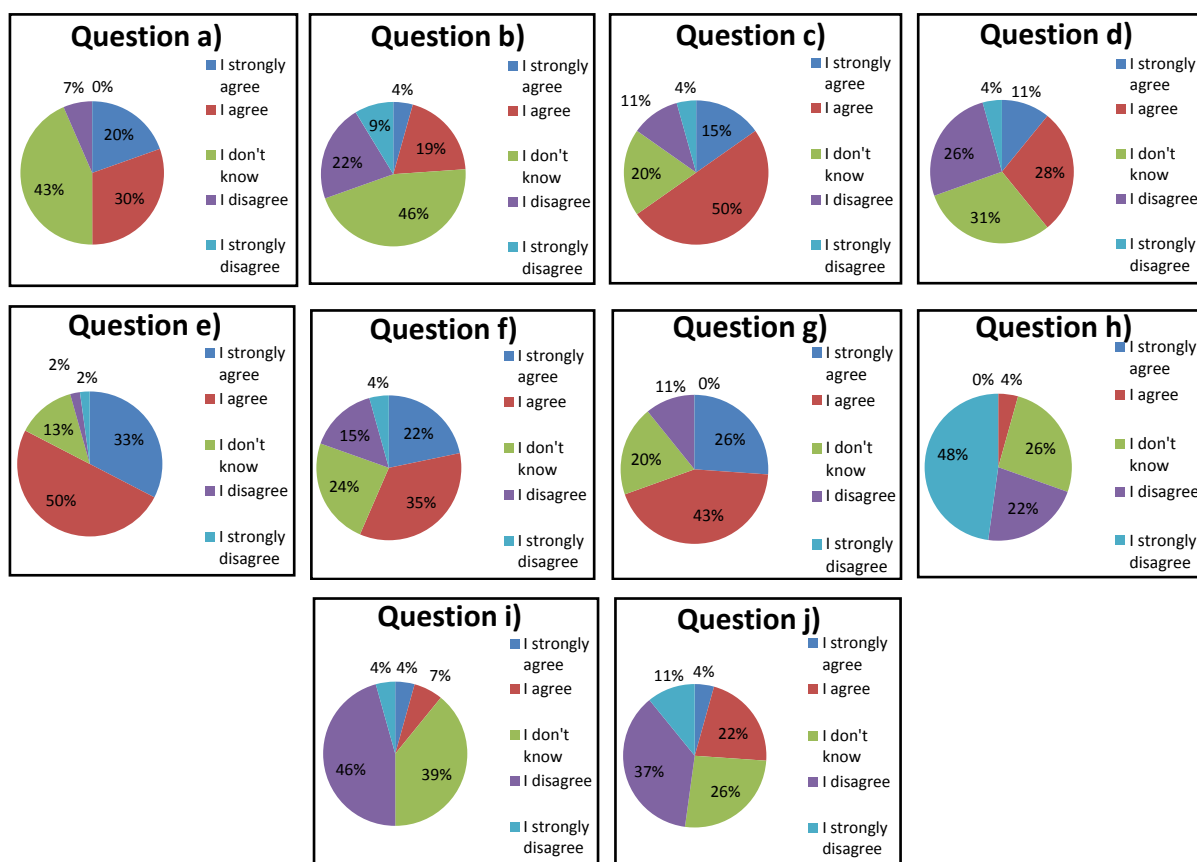 Question a)
7%
0%
20%
43%
30%
I strongly
agree
I agree
I don't
know
I disagree
I strongly
disagree
Question b)
4%
9%
19%
22%
46%
I strongly
agree
I agree
I don't
know
I disagree
I strongly
disagree
Question c)
4%
11%
15%
20%
50%
I strongly
agree
I agree
I don't
know
I disagree
I strongly
disagree
Question d)
4%
11%
26%
28%
31%
I strongly
agree
I agree
I don't
know
I disagree
I strongly
disagree
Question e)
2%
2%
13%
33%
50%
I strongly
agree
I agree
I don't
know
I disagree
I strongly
disagree
Question f)
4%
15%
22%
24%
35%
I strongly
agree
I agree
I don't
know
I disagree
I strongly
disagree
Question g)
11%
0%
26%
20%
43%
I strongly
agree
I agree
I don't
know
I disagree
I strongly
disagree
Question h)
0%
4%
48%
26%
22%
I strongly
agree
I agree
I don't
know
I disagree
I strongly
disagree
Question i)
4%
4%
7%
46%
39%
I strongly
agree
I agree
I don't
know
I disagree
I strongly
disagree
Question j)
11%
4%
22%
37%
26%
I strongly
agree
I agree
I don't
know
I disagree
I strongly
disagree